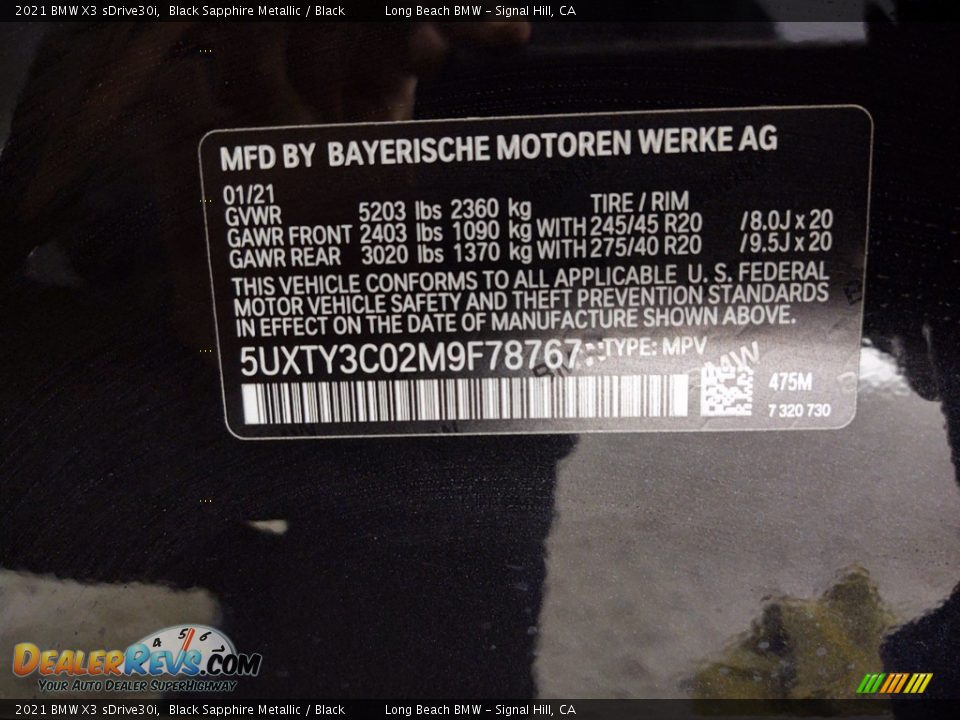 2021 BMW X3 sDrive30i, Black Sapphire Metallic / Black Long Beach BMW - Signal Hill, CA
MFD BY BAYERISCHE MOTOREN WERKE AG
01/21
GVWR 5203 lbs 2360 kg TIRE / RIM
GAWR FRONT 2403 lbs 1090 kg WITH 245/45 R20 /8.0J x 20
GAWR REAR 3020 lbs 1370 kg WITH 275/40 R20 /9.5J x 20
THIS VEHICLE CONFORMS TO ALL APPLICABLE U.S. FEDERAL
MOTOR VEHICLE SAFETY AND THEFT PREVENTION STANDARDS
IN EFFECT ON THE DATE OF MANUFACTURE SHOWN ABOVE.
5UXTY3C02M9F78767 TYPE: MPV
475M
7 320 730
4 5 6
DEALERREVS.COM
YOUR AUTO DEALER SUPERHIGHWAY
2021 BMW X3 sDrive30i, Black Sapphire Metallic / Black Long Beach BMW - Signal Hill, CA